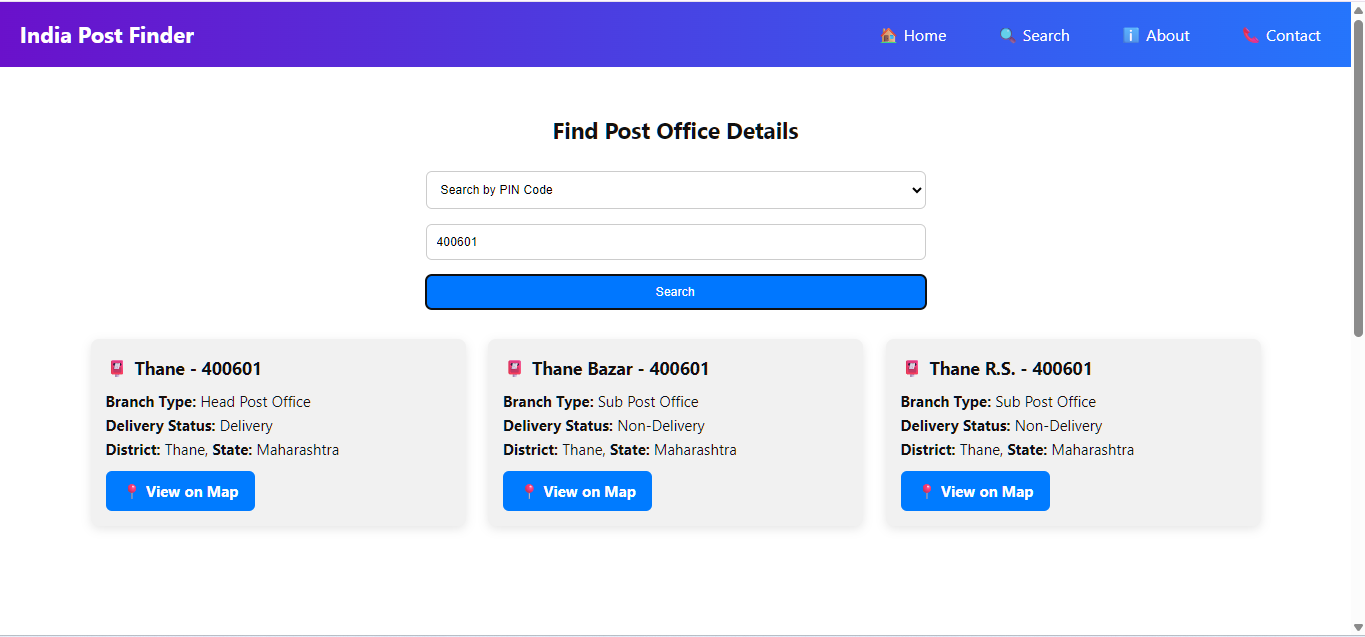 India Post Finder
Home
Search
About
Contact
Find Post Office Details
Search by PIN Code
400601
Search
Thane - 400601
Branch Type: Head Post Office
Delivery Status: Delivery
District: Thane, State: Maharashtra
View on Map
Thane Bazar - 400601
Branch Type: Sub Post Office
Delivery Status: Non-Delivery
District: Thane, State: Maharashtra
View on Map
Thane R.S. - 400601
Branch Type: Sub Post Office
Delivery Status: Non-Delivery
District: Thane, State: Maharashtra
View on Map